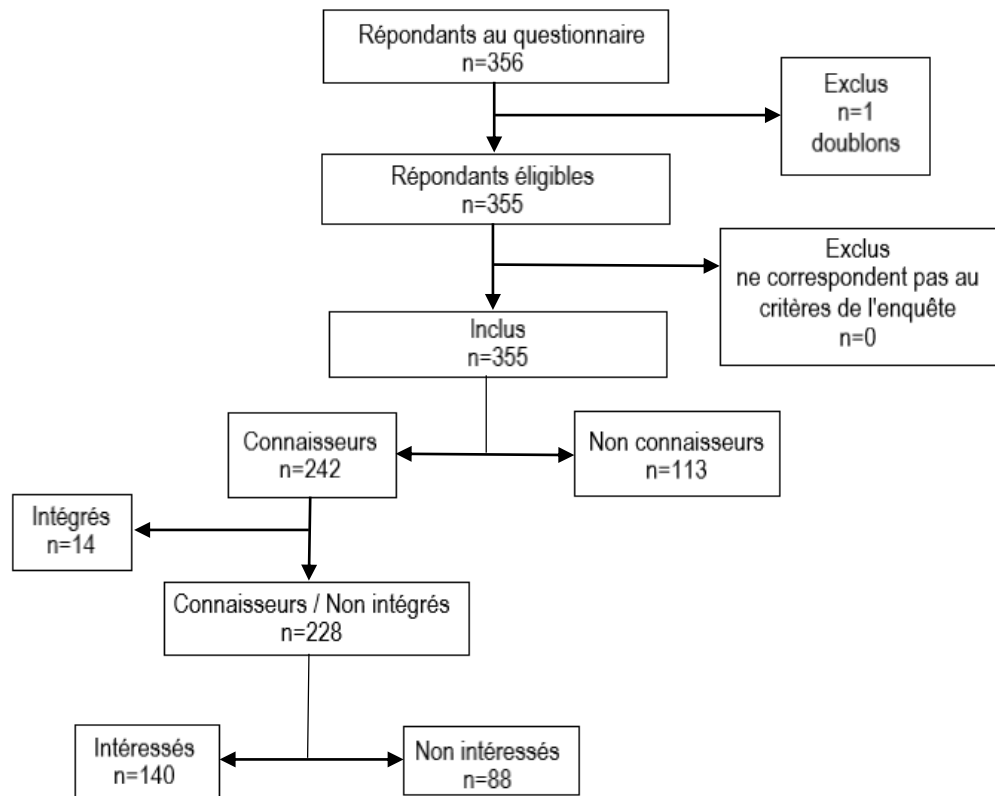 Répondants au questionnaire
n=356
Exclus
n=1
doublons
Répondants éligibles
n=355
Exclus
ne correspondent pas au
critères de l'enquête
n=0
Inclus
n=355
Connaisseurs
n=242
Non connaisseurs
n=113
Intégrés
n=14
Connaisseurs / Non intégrés
n=228
Intéressés
n=140
Non intéressés
n=88